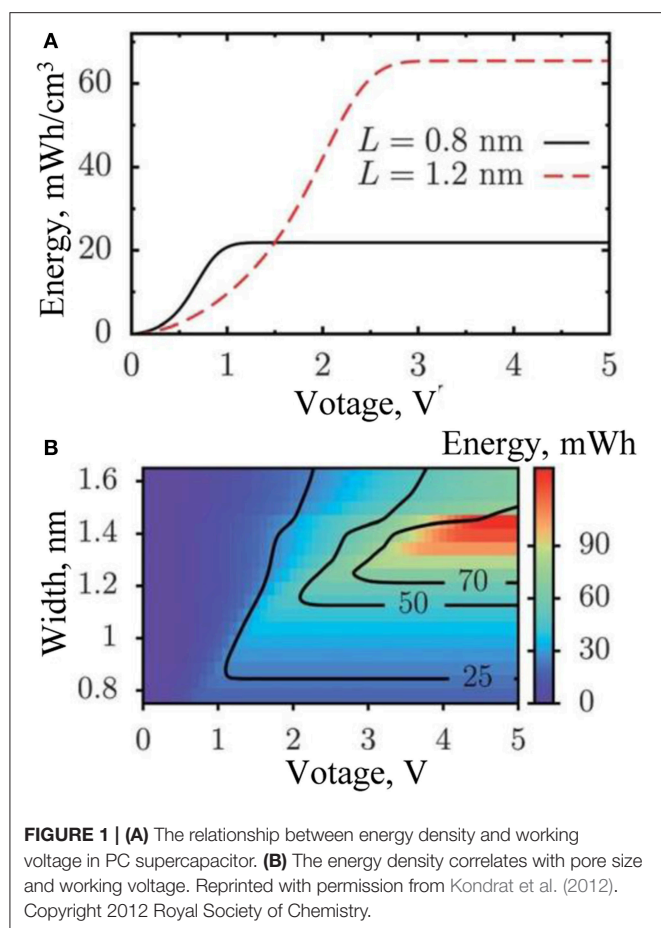 A
Energy, mWh/cm³
60
40
20
0
L = 0.8 nm
L = 1.2 nm
0 1 2 3 4 5
Votage, V'
B
Energy, mWh
Width, nm
1.6
1.4
1.2
1
0.8
70
50
25
90
60
30
0
0 1 2 3 4 5
Votage, V
FIGURE 1 | (A) The relationship between energy density and working
voltage in PC supercapacitor. (B) The energy density correlates with pore size
and working voltage. Reprinted with permission from Kondrat et al. (2012).
Copyright 2012 Royal Society of Chemistry.